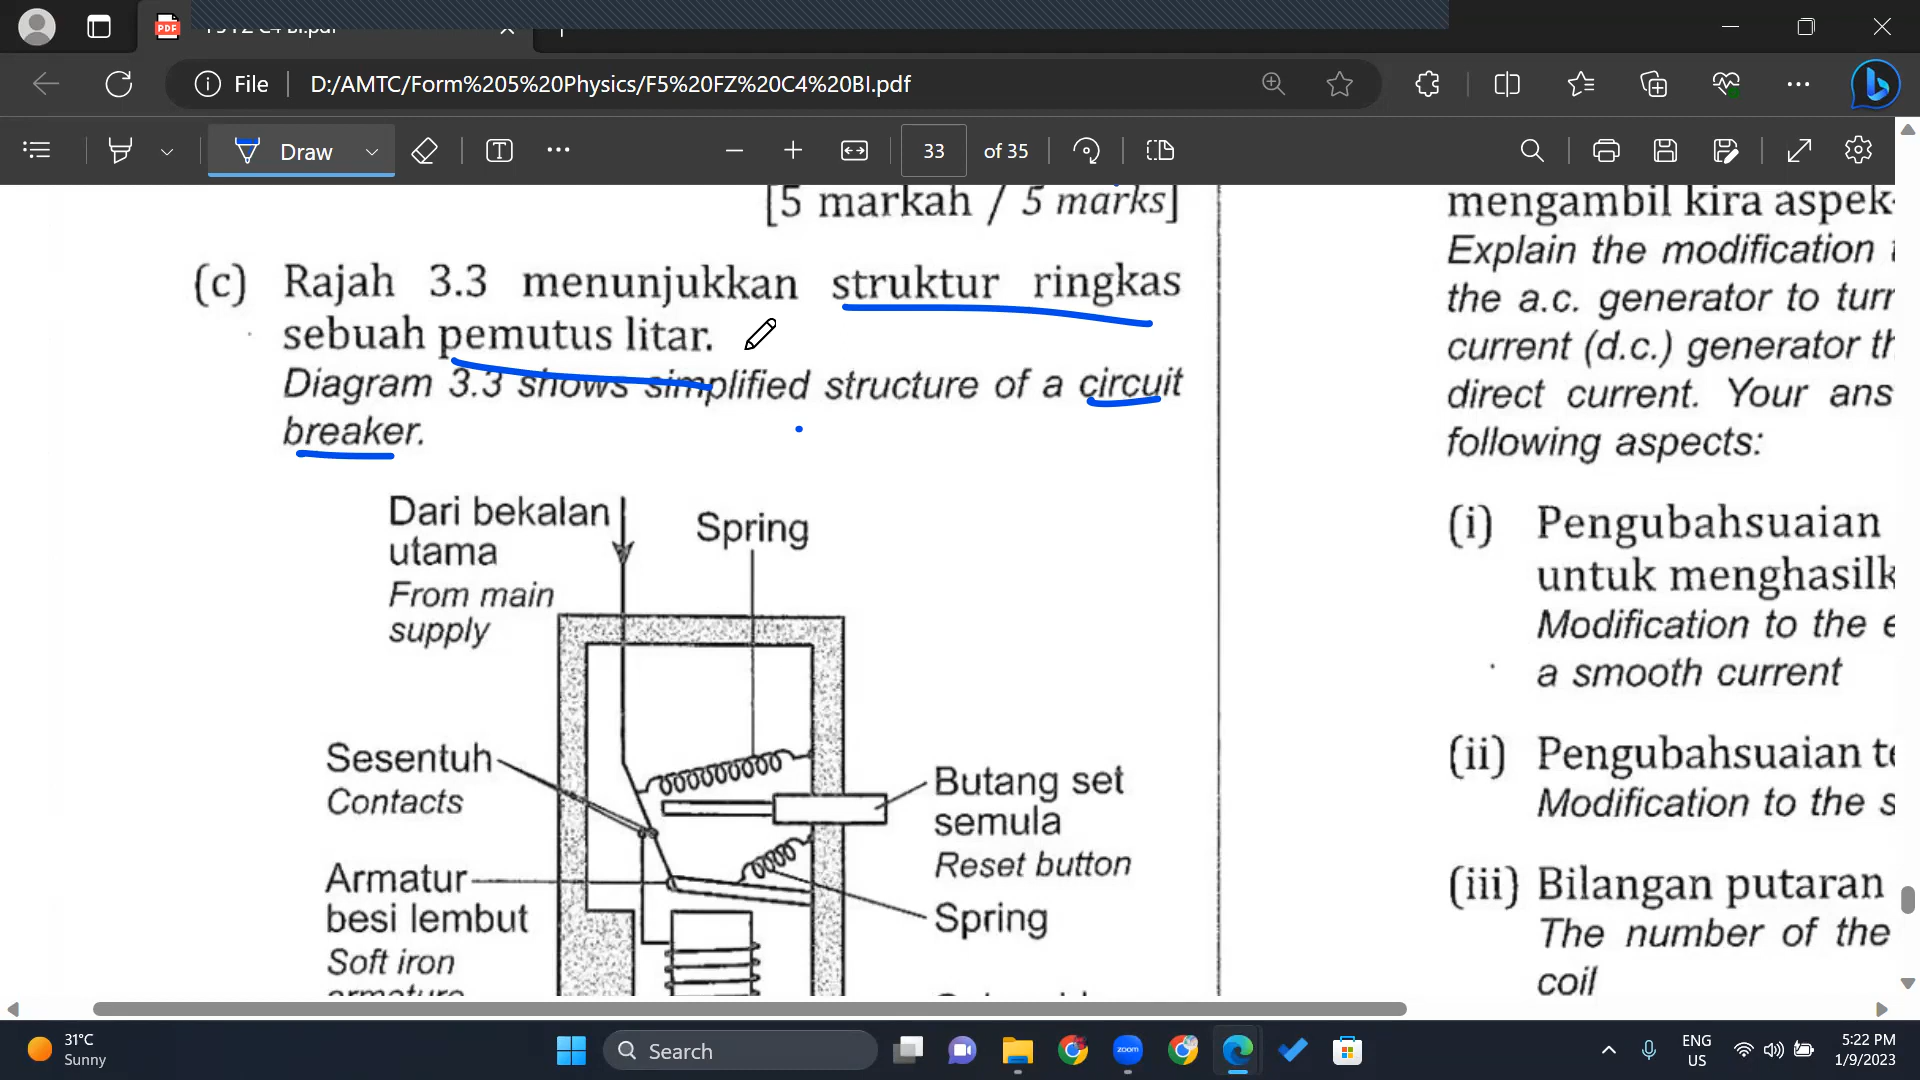 File
D:/AMTC/Form%205%20Physics/F5%20FZ%20C4%20BI.pdf
Draw
33 of 35
[5 markah / 5 marks]
(c) Rajah 3.3 menunjukkan struktur ringkas
sebuah pemutus litar.
Diagram 3.3 shows simplified structure of a circuit
breaker.
Dari bekalan
utama
From main
supply
Spring
Sesentuh
Contacts
Butang set
semula
Reset button
Armatur
besi lembut
Soft iron
armature
Spring
mengambil kira aspek-
Explain the modification
the a.c. generator to turn
current (d.c.) generator th
direct current. Your ans
following aspects:
(i) Pengubahsuaian
untuk menghasilk
Modification to the e
a smooth current
(ii) Pengubahsuaian te
Modification to the s
(iii) Bilangan putaran
The number of the
coil
31°C
Sunny
Search
zoom
ENG
US
5:22 PM
1/9/2023